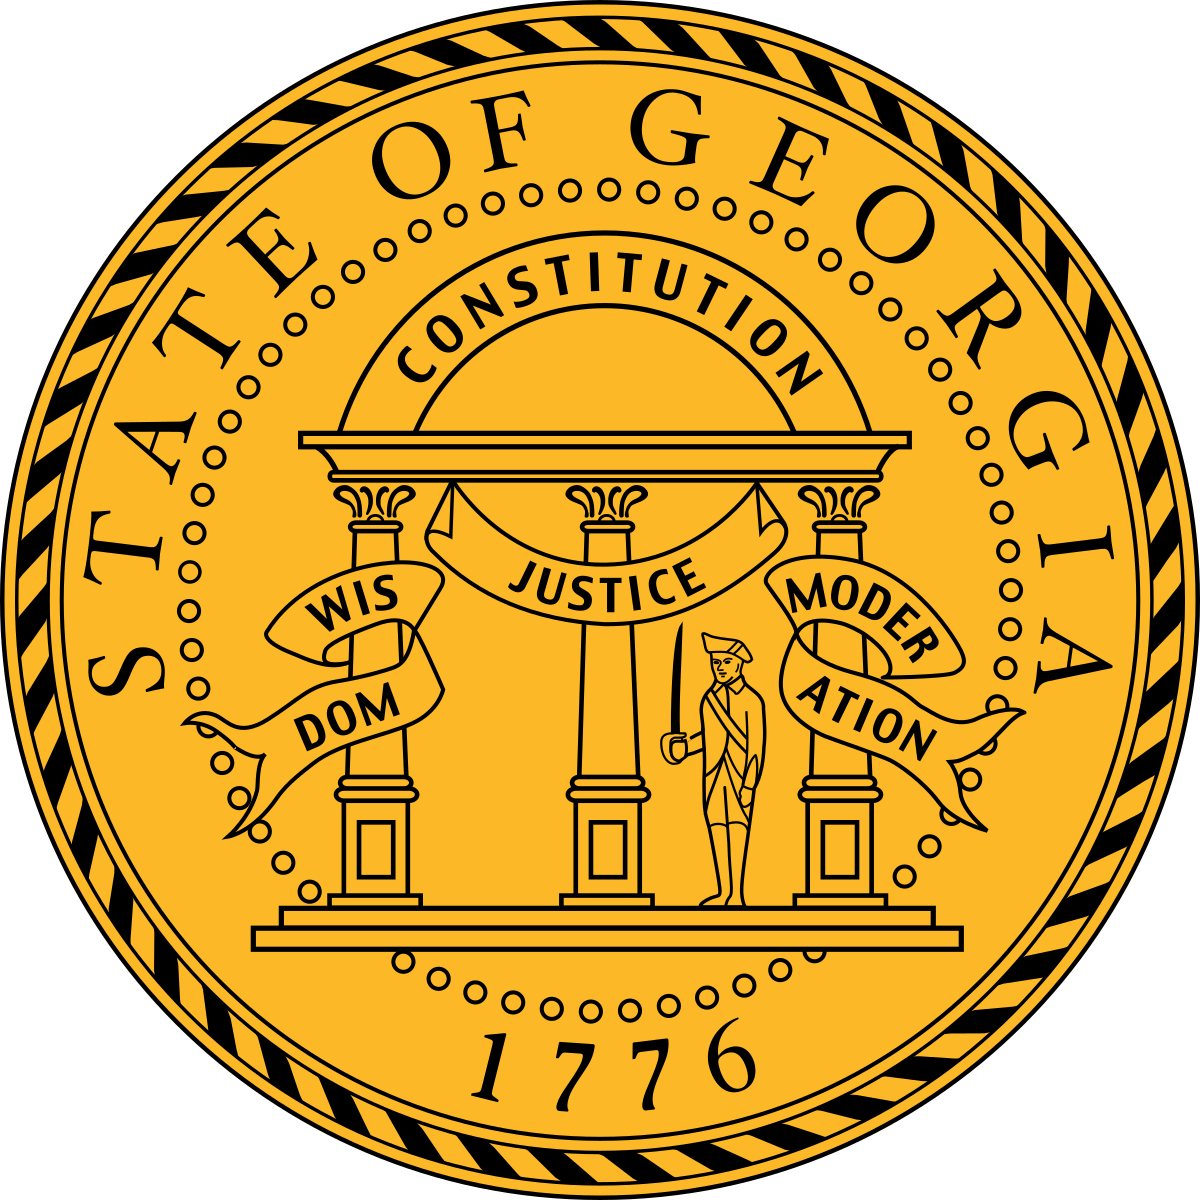 STATE OF GEORGIA
CONSTITUTION
WIS
DOM
JUSTICE
MODER
ATION
1776